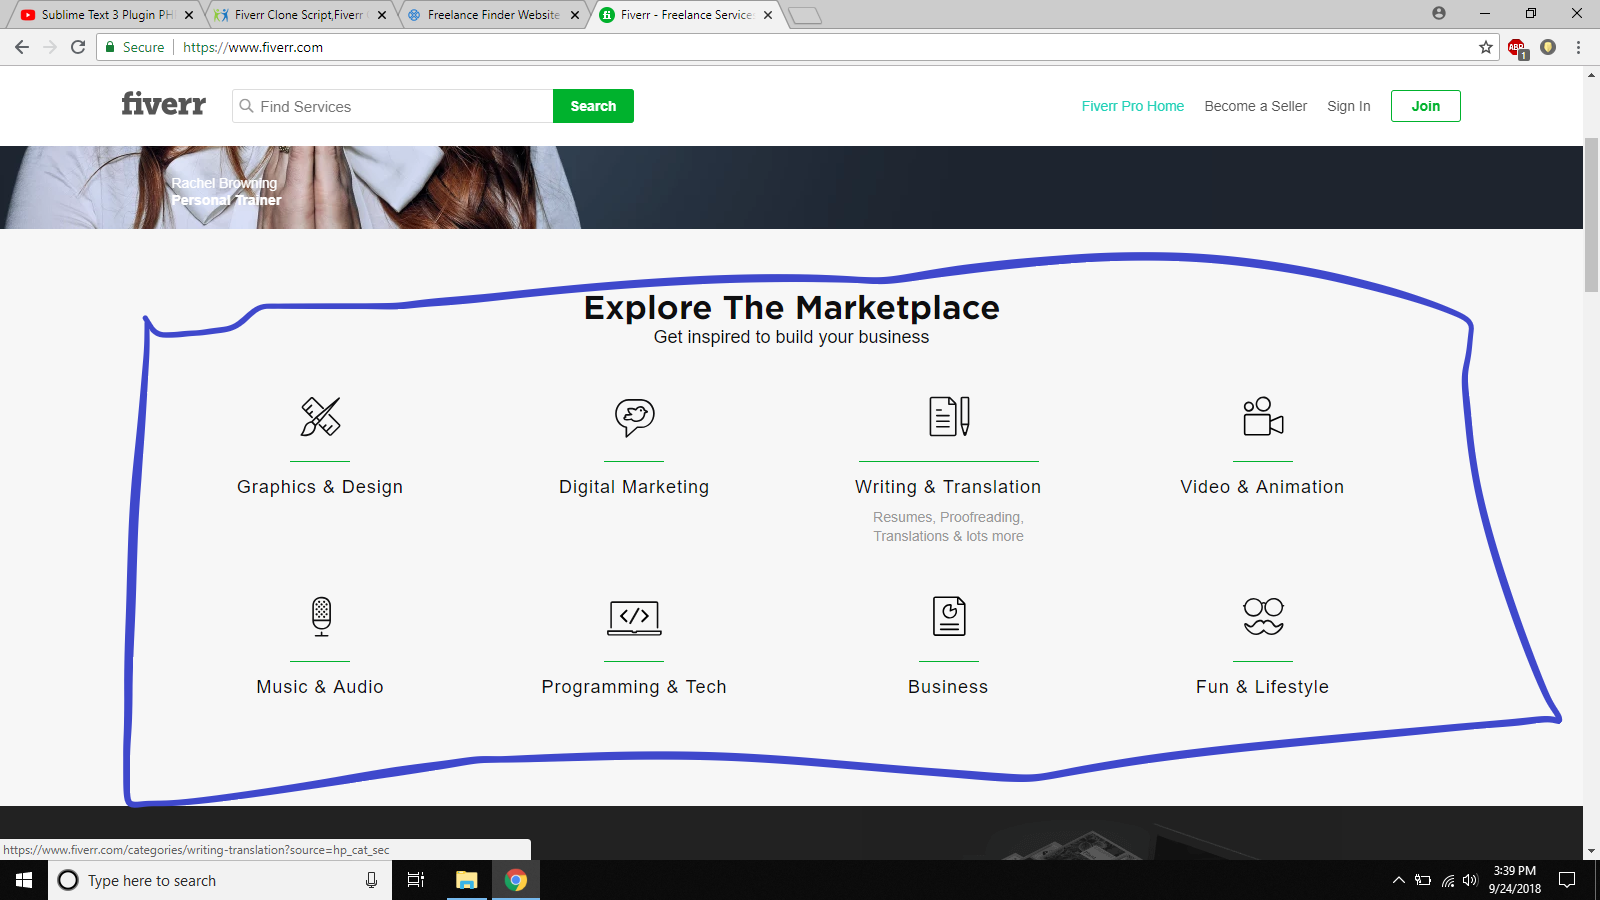 Sublime Text 3 Plugin PH
Fiverr Clone Script,Fiverr
Freelance Finder Website
Fiverr - Freelance Services
Secure
https://www.fiverr.com
ABP
1
fiverr
Find Services
Search
Fiverr Pro Home
Become a Seller
Sign In
Join
Rachel Browning
Personal Trainer
Explore The Marketplace
Get inspired to build your business
Graphics & Design
Digital Marketing
Writing & Translation
Video & Animation
Resumes, Proofreading,
Translations & lots more
Music & Audio
Programming & Tech
Business
Fun & Lifestyle
https://www.fiverr.com/categories/writing-translation?source=hp_cat_sec
Type here to search
3:39 PM
9/24/2018